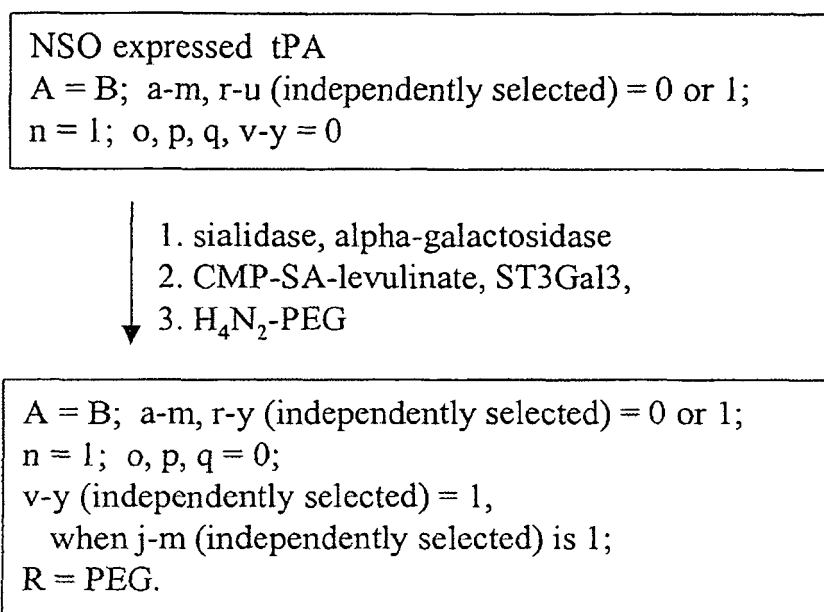 NSO expressed tPA
A = B; a-m, r-u (independently selected) = 0 or 1;
n = 1; o, p, q, v-y = 0
1. sialidase, alpha-galactosidase
2. CMP-SA-levulinate, ST3Gal3,
3. H₄N₂-PEG
A = B; a-m, r-y (independently selected) = 0 or 1;
n = 1; o, p, q = 0;
v-y (independently selected) = 1,
when j-m (independently selected) is 1;
R = PEG.